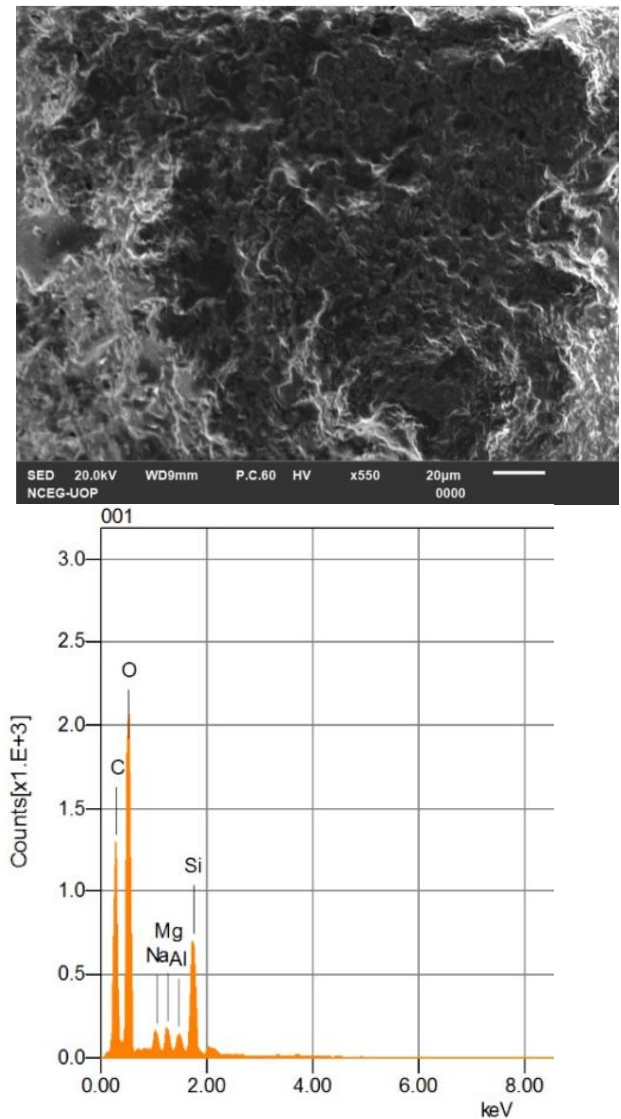 SED 20.0kV WD9mm P.C.60 HV x550 20µm
NCEG-UOP 0000
001
3.0
2.5
O
2.0
C
1.5
Counts[x1.E+3]
Si
1.0
Mg
Na Al
0.5
0.0
0.00 2.00 4.00 6.00 8.00
keV